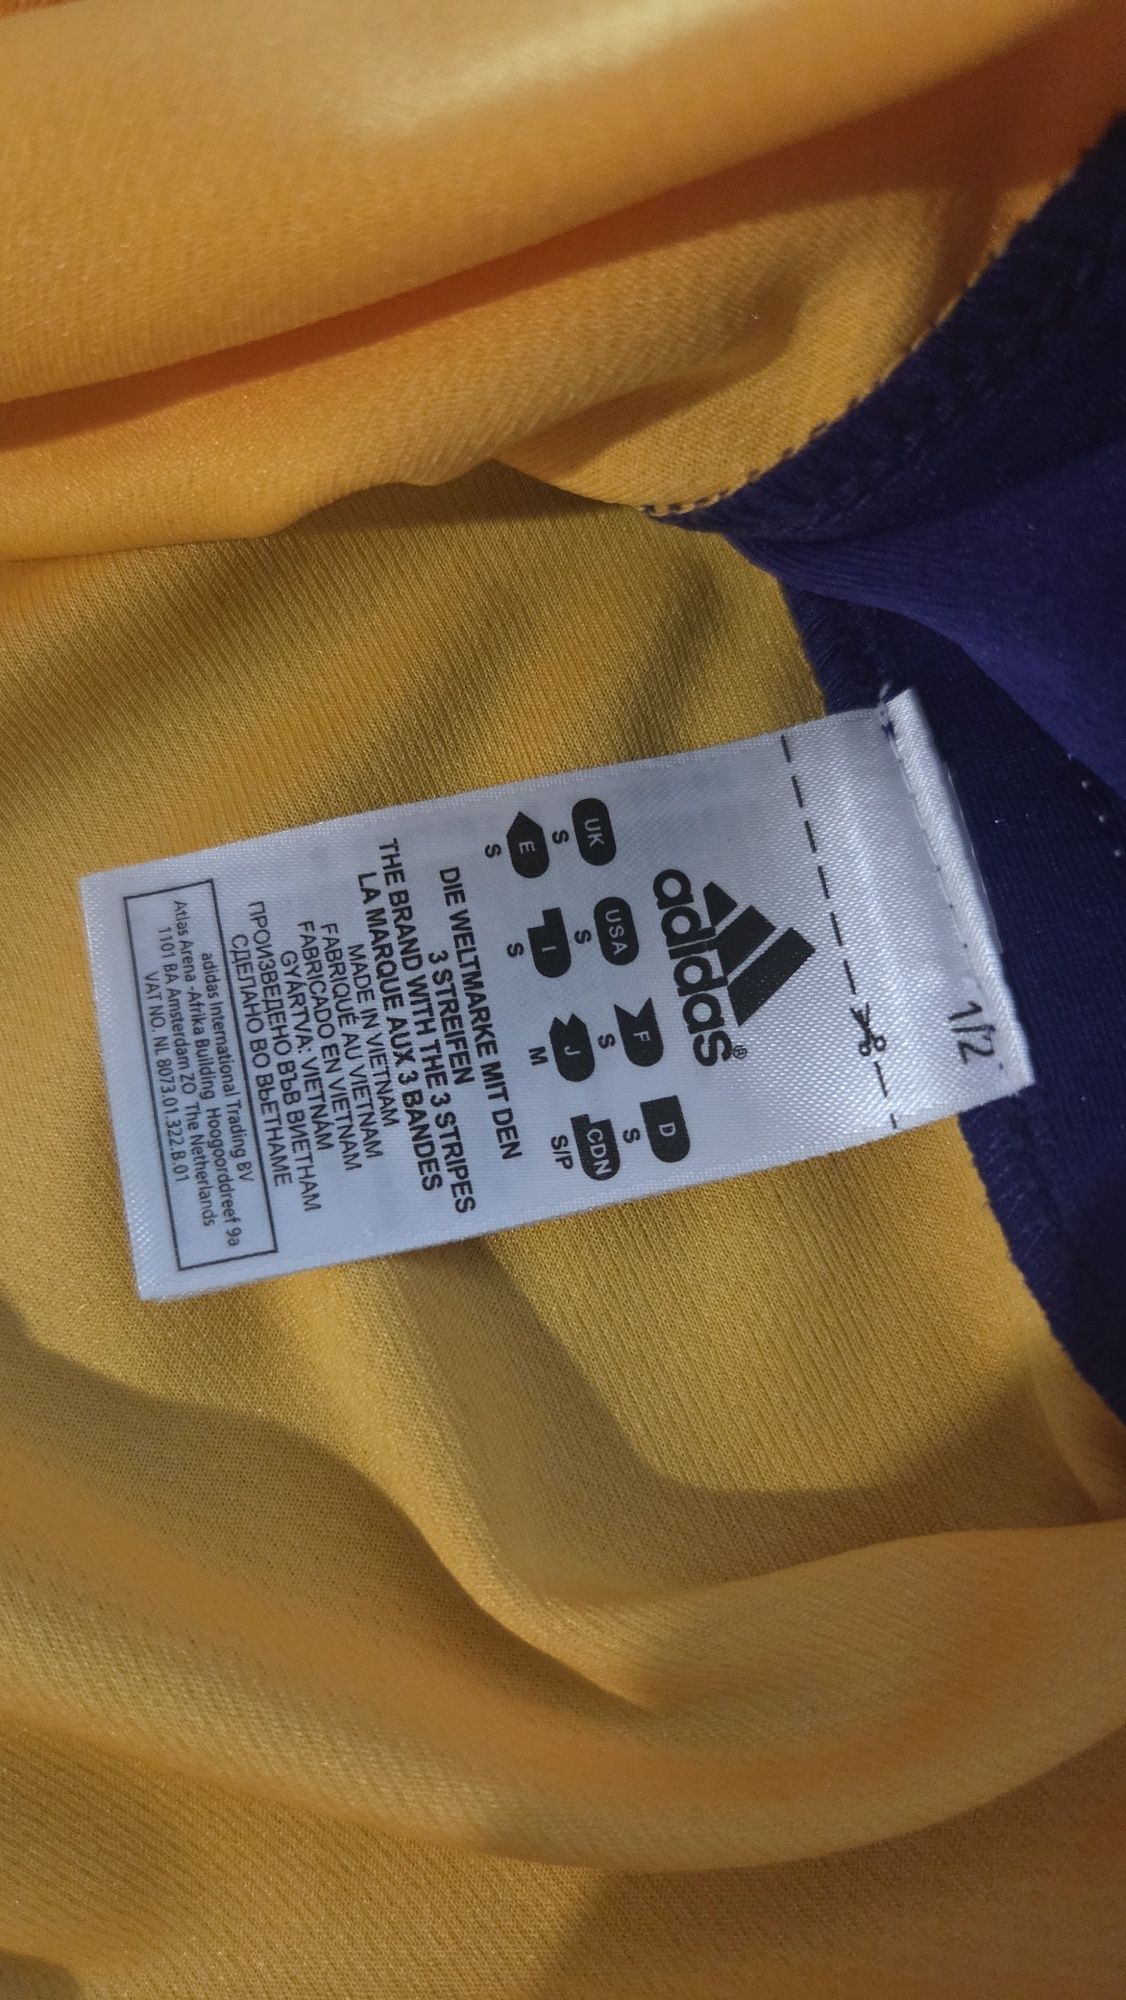 1/2
adidas®
UK USA F D
S S S S
E I J CDN
S S M S/P
DIE WELTMARKE MIT DEN
3 STREIFEN
THE BRAND WITH THE 3 STRIPES
LA MARQUE AUX 3 BANDES
MADE IN VIETNAM
FABRIQUÉ AU VIETNAM
FABRICADO EN VIETNAM
GYÁRTVA: VIETNÁM
ПРОИЗВЕДЕНО ВЪВ ВИЕТНАМ
СДЕЛАНО ВО ВЬЕТНАМЕ
adidas International Trading BV
Atlas Arena -Afrika Building Hoogoorddreef 9a
1101 BA Amsterdam ZO The Netherlands
VAT NO. NL 8073.01.322.B.01